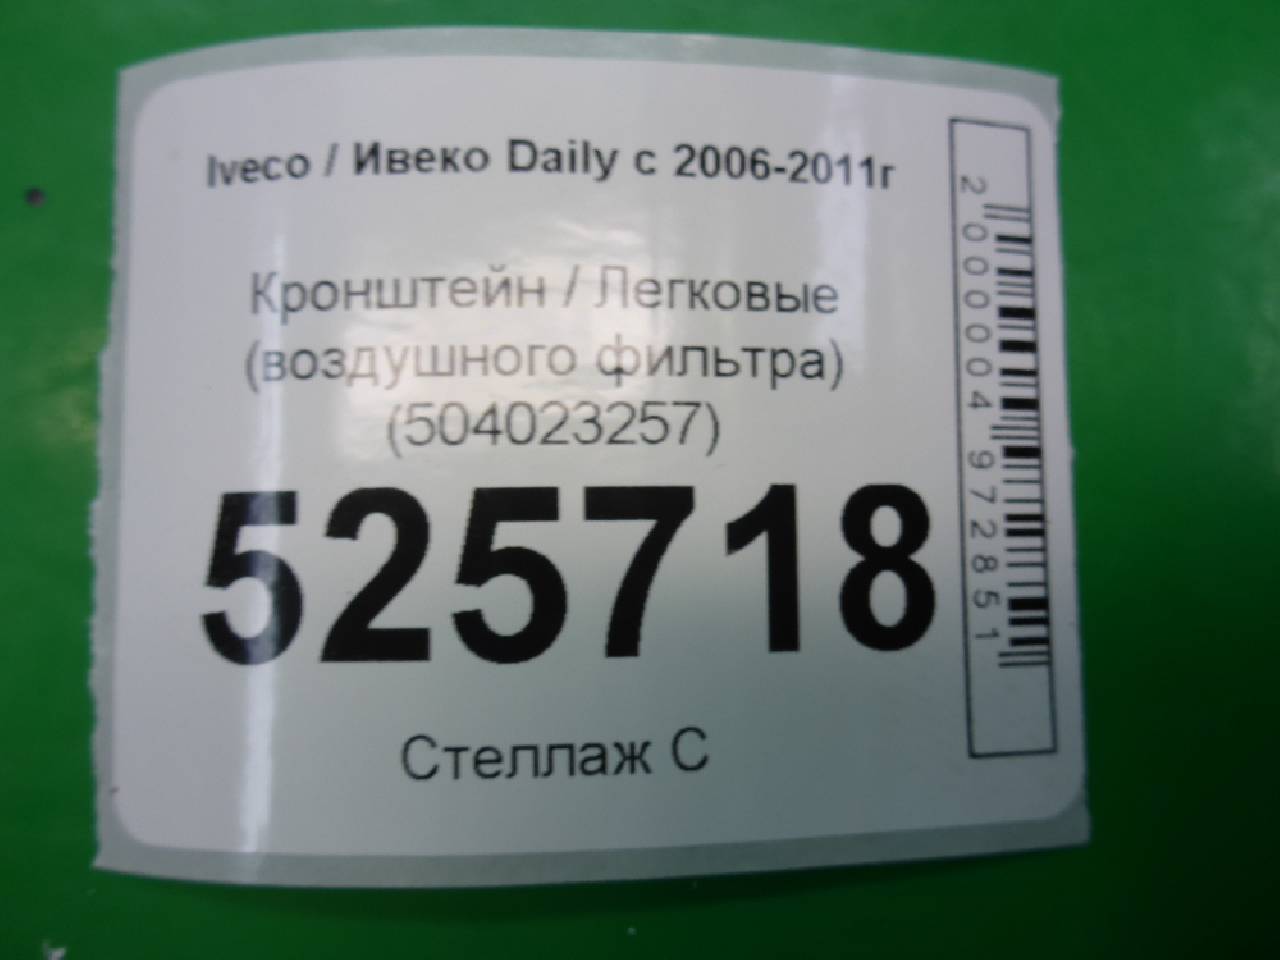 Iveco / Ивеко Daily с 2006-2011г
Кронштейн / Легковые
(воздушного фильтра)
(504023257)
525718
Стеллаж С
2000004972851